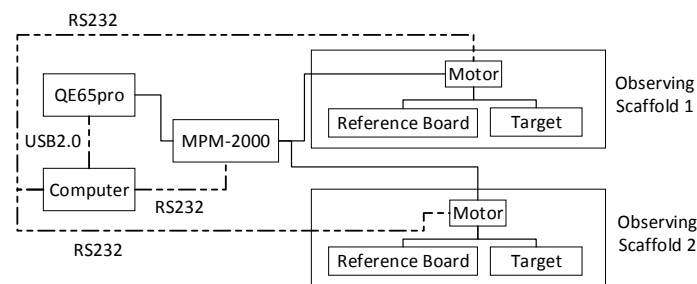 RS232
Motor
Observing
Scaffold 1
QE65pro
Reference Board
Target
USB2.0
MPM-2000
Computer
RS232
RS232
Motor
Observing
Scaffold 2
Reference Board
Target